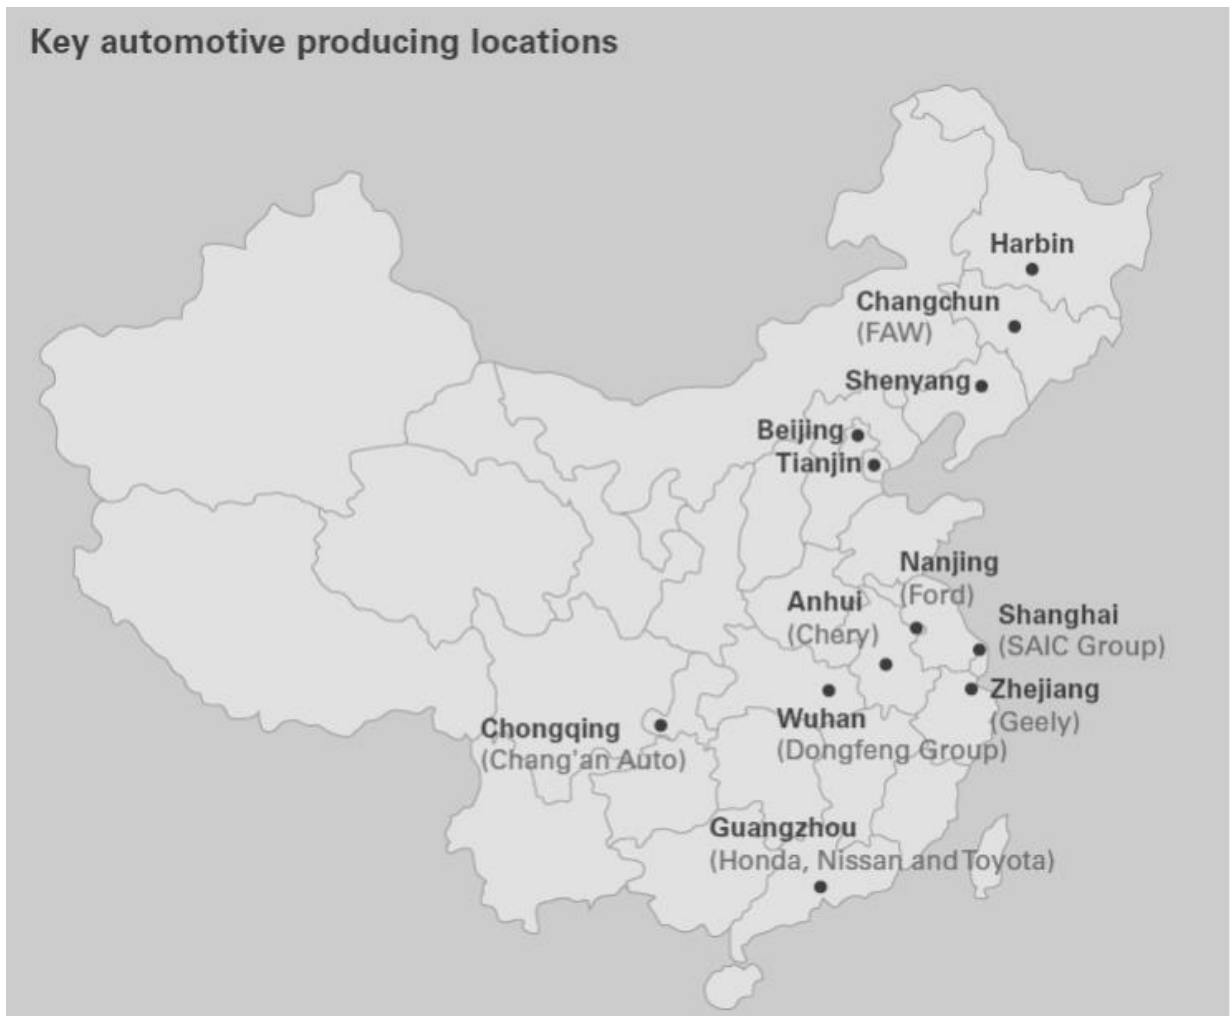 Key automotive producing locations
Harbin
Changchun
(FAW)
Shenyang
Beijing
Tianjin
Nanjing
(Ford)
Anhui
(Chery)
Shanghai
(SAIC Group)
Zhejiang
(Geely)
Wuhan
(Dongfeng Group)
Chongqing
(Chang'an Auto)
Guangzhou
(Honda, Nissan and Toyota)